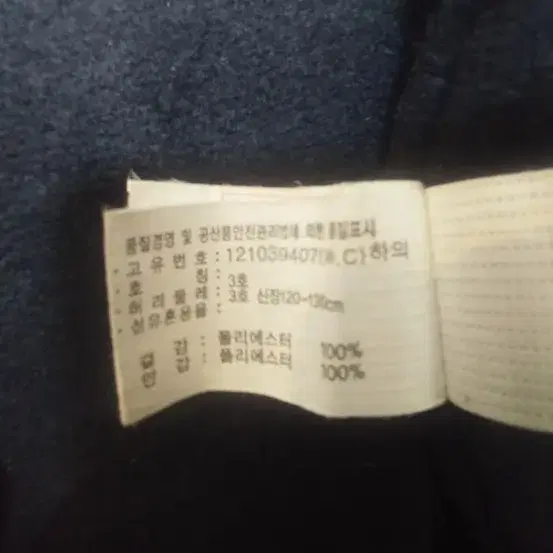 품질경영 및 공산품안전관리법에 의한 품질표시
· 고유번호 : 121039407(#.C) 하의
· 호 칭 : 3호
· 허리둘레 : 3호 신장120~130cm
· 섬유혼용율 :
겉 감 : 폴리에스터 100%
안 감 : 폴리에스터 100%